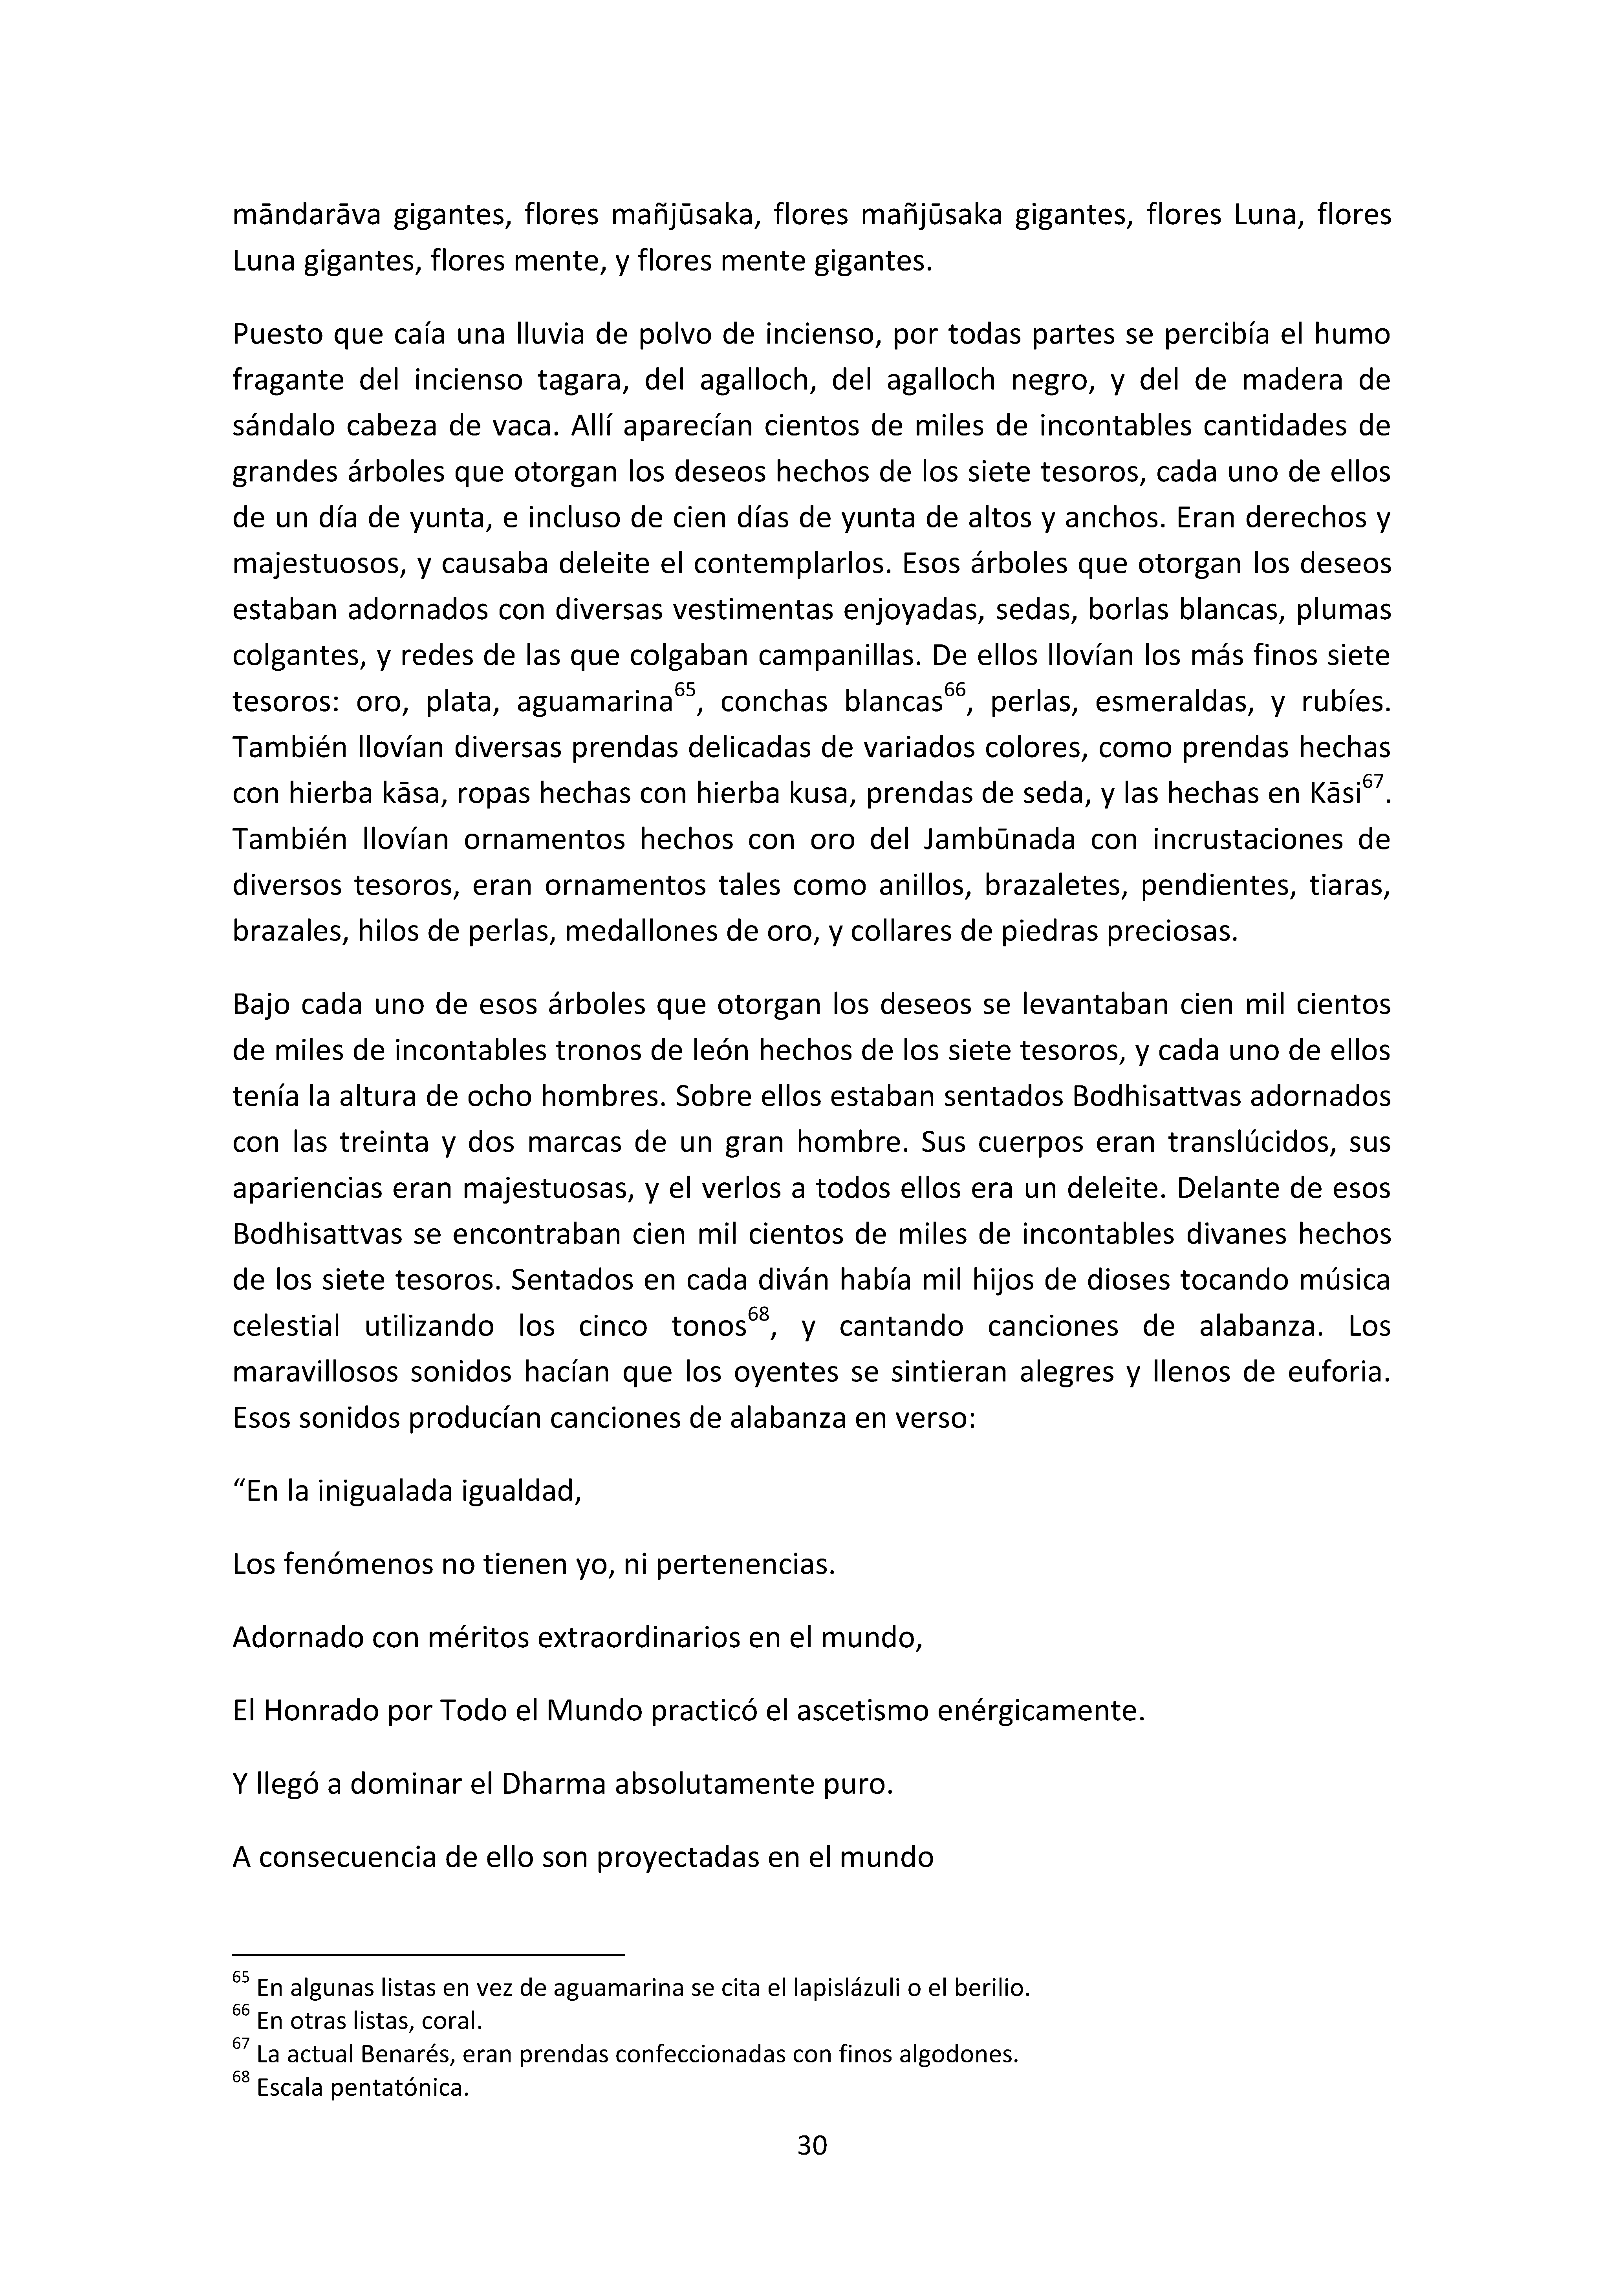 māndarāva gigantes, flores mañjūsaka, flores mañjūsaka gigantes, flores Luna, flores
Luna gigantes, flores mente, y flores mente gigantes.
Puesto que caía una lluvia de polvo de incienso, por todas partes se percibía el humo
fragante del incienso tagara, del agalloch, del agalloch negro, y del de madera de
sándalo cabeza de vaca. Allí aparecían cientos de miles de incontables cantidades de
grandes árboles que otorgan los deseos hechos de los siete tesoros, cada uno de ellos
de un día de yunta, e incluso de cien días de yunta de altos y anchos. Eran derechos y
majestuosos, y causaba deleite el contemplarlos. Esos árboles que otorgan los deseos
estaban adornados con diversas vestimentas enjoyadas, sedas, borlas blancas, plumas
colgantes, y redes de las que colgaban campanillas. De ellos llovían los más finos siete
tesoros: oro, plata, aguamarina65, conchas blancas66, perlas, esmeraldas, y rubíes.
También llovían diversas prendas delicadas de variados colores, como prendas hechas
con hierba kāsa, ropas hechas con hierba kusa, prendas de seda, y las hechas en Kāsi67.
También llovían ornamentos hechos con oro del Jambūnada con incrustaciones de
diversos tesoros, eran ornamentos tales como anillos, brazaletes, pendientes, tiaras,
brazales, hilos de perlas, medallones de oro, y collares de piedras preciosas.
Bajo cada uno de esos árboles que otorgan los deseos se levantaban cien mil cientos
de miles de incontables tronos de león hechos de los siete tesoros, y cada uno de ellos
tenía la altura de ocho hombres. Sobre ellos estaban sentados Bodhisattvas adornados
con las treinta y dos marcas de un gran hombre. Sus cuerpos eran translúcidos, sus
apariencias eran majestuosas, y el verlos a todos ellos era un deleite. Delante de esos
Bodhisattvas se encontraban cien mil cientos de miles de incontables divanes hechos
de los siete tesoros. Sentados en cada diván había mil hijos de dioses tocando música
celestial utilizando los cinco tonos68, y cantando canciones de alabanza. Los
maravillosos sonidos hacían que los oyentes se sintieran alegres y llenos de euforia.
Esos sonidos producían canciones de alabanza en verso:
“En la inigualada igualdad,
Los fenómenos no tienen yo, ni pertenencias.
Adornado con méritos extraordinarios en el mundo,
El Honrado por Todo el Mundo practicó el ascetismo enérgicamente.
Y llegó a dominar el Dharma absolutamente puro.
A consecuencia de ello son proyectadas en el mundo
65 En algunas listas en vez de aguamarina se cita el lapislázuli o el berilio.
66 En otras listas, coral.
67 La actual Benarés, eran prendas confeccionadas con finos algodones.
68 Escala pentatónica.
30